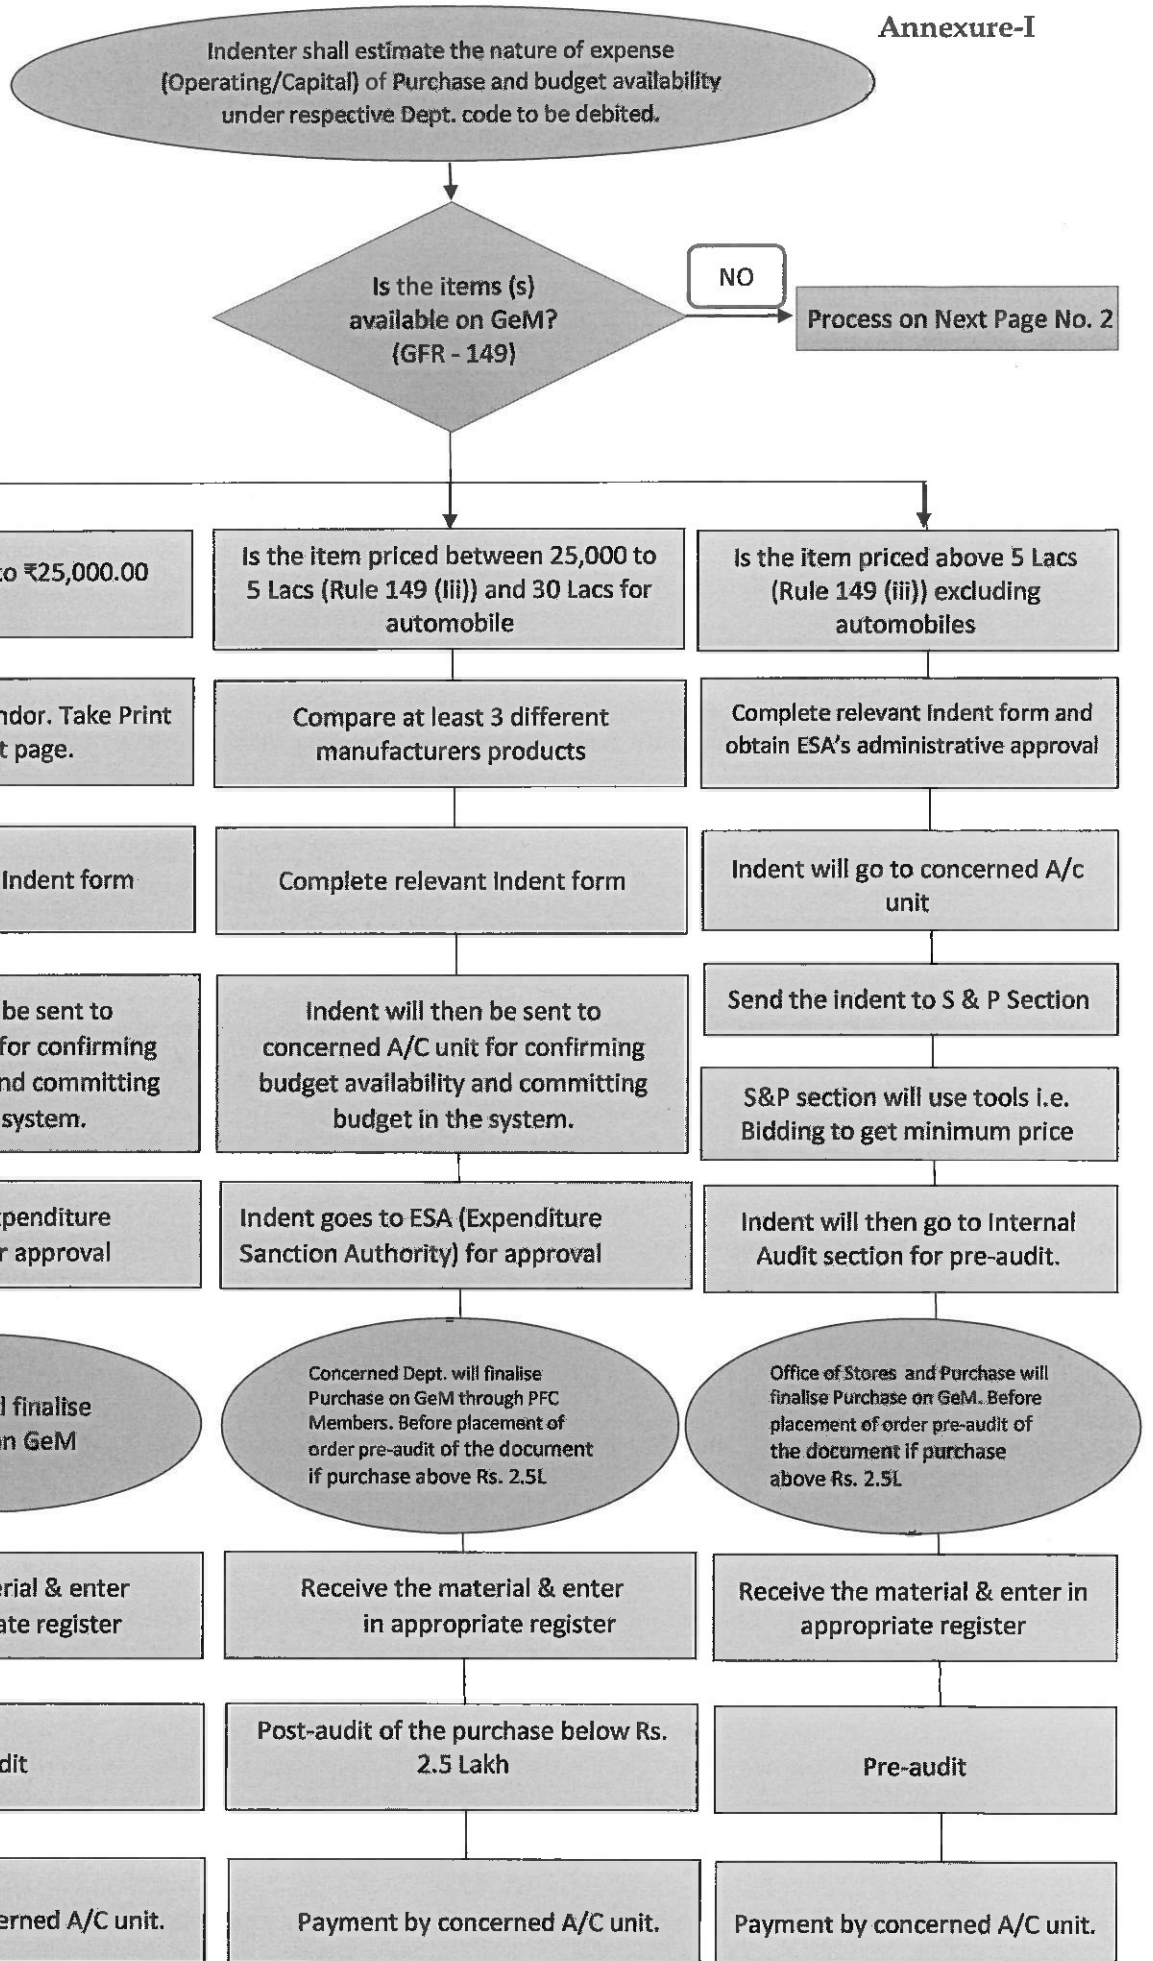 Annexure-I
Indenter shall estimate the nature of expense
(Operating/Capital) of Purchase and budget availability
under respective Dept. code to be debited.
Is the items (s)
available on GeM?
(GFR - 149)
NO
Process on Next Page No. 2
to ₹25,000.00
Is the item priced between 25,000 to
5 Lacs (Rule 149 (Iii)) and 30 Lacs for
automobile
Is the item priced above 5 Lacs
(Rule 149 (iii)) excluding
automobiles
Take Print
page.
Compare at least 3 different
manufacturers products
Complete relevant Indent form and
obtain ESA's administrative approval
Indent form
Complete relevant Indent form
Indent will go to concerned A/c
unit
be sent to
for confirming
committing
system.
Indent will then be sent to
concerned A/C unit for confirming
budget availability and committing
budget in the system.
Send the indent to S & P Section
S&P section will use tools i.e.
Bidding to get minimum price
approval
Indent goes to ESA (Expenditure
Sanction Authority) for approval
Indent will then go to Internal
Audit section for pre-audit.
finalise
GeM
Concerned Dept. will finalise
Purchase on GeM through PFC
Members. Before placement of
order pre-audit of the document
if purchase above Rs. 2.5L
Office of Stores and Purchase will
finalise Purchase on GeM. Before
placement of order pre-audit of
the document if purchase
above Rs. 2.5L
& enter
register
Receive the material & enter
in appropriate register
Receive the material & enter in
appropriate register
Post-audit of the purchase below Rs.
2.5 Lakh
Pre-audit
A/C unit.
Payment by concerned A/C unit.
Payment by concerned A/C unit.